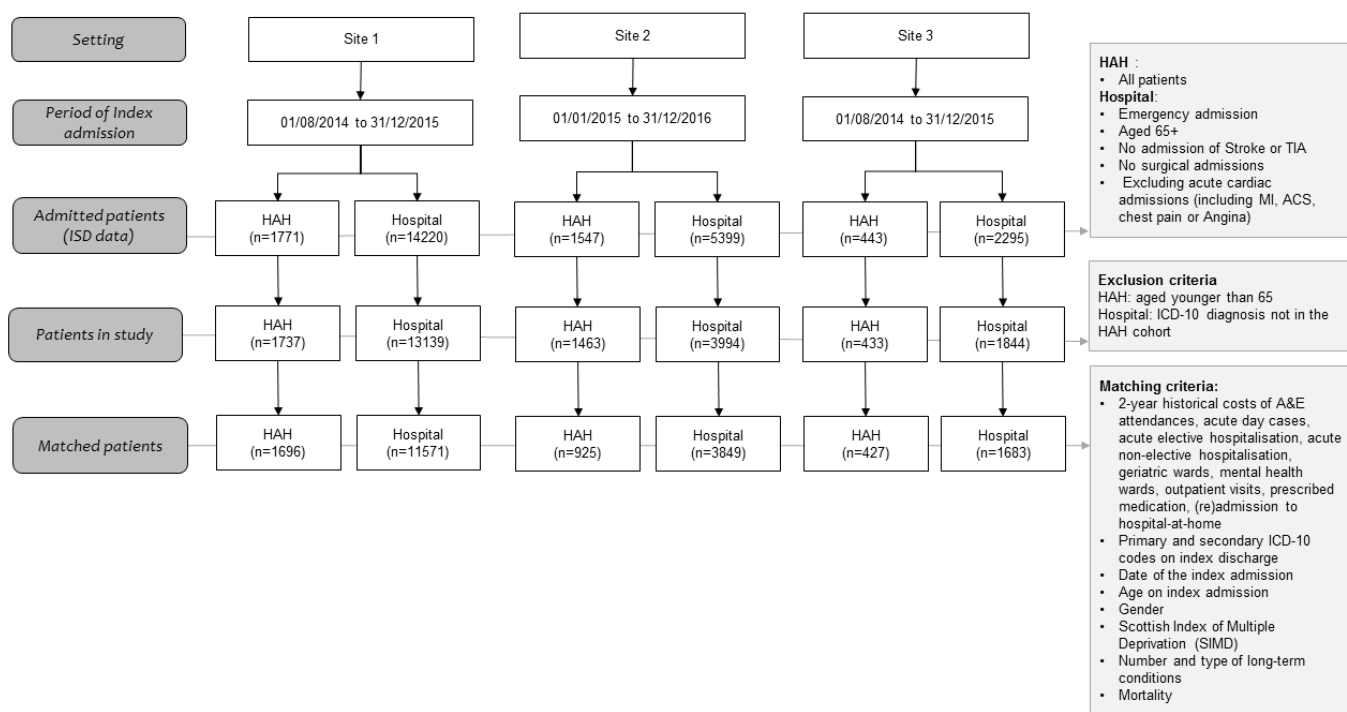 Setting
Site 1
Site 2
Site 3
Period of Index
admission
01/08/2014 to 31/12/2015
01/01/2015 to 31/12/2016
01/08/2014 to 31/12/2015
Admitted patients
(ISD data)
HAH
(n=1771)
Hospital
(n=14220)
HAH
(n=1547)
Hospital
(n=5399)
HAH
(n=443)
Hospital
(n=2295)
Patients in study
HAH
(n=1737)
Hospital
(n=13139)
HAH
(n=1463)
Hospital
(n=3994)
HAH
(n=433)
Hospital
(n=1844)
Matched patients
HAH
(n=1696)
Hospital
(n=11571)
HAH
(n=925)
Hospital
(n=3849)
HAH
(n=427)
Hospital
(n=1683)
HAH :
• All patients
Hospital:
• Emergency admission
• Aged 65+
• No admission of Stroke or TIA
• No surgical admissions
• Excluding acute cardiac
admissions (including MI, ACS,
chest pain or Angina)
Exclusion criteria
HAH: aged younger than 65
Hospital: ICD-10 diagnosis not in the
HAH cohort
Matching criteria:
• 2-year historical costs of A&E
attendances, acute day cases,
acute elective hospitalisation, acute
non-elective hospitalisation,
geriatric wards, mental health
wards, outpatient visits, prescribed
medication, (re)admission to
hospital-at-home
• Primary and secondary ICD-10
codes on index discharge
• Date of the index admission
• Age on index admission
• Gender
• Scottish Index of Multiple
Deprivation (SIMD)
• Number and type of long-term
conditions
• Mortality